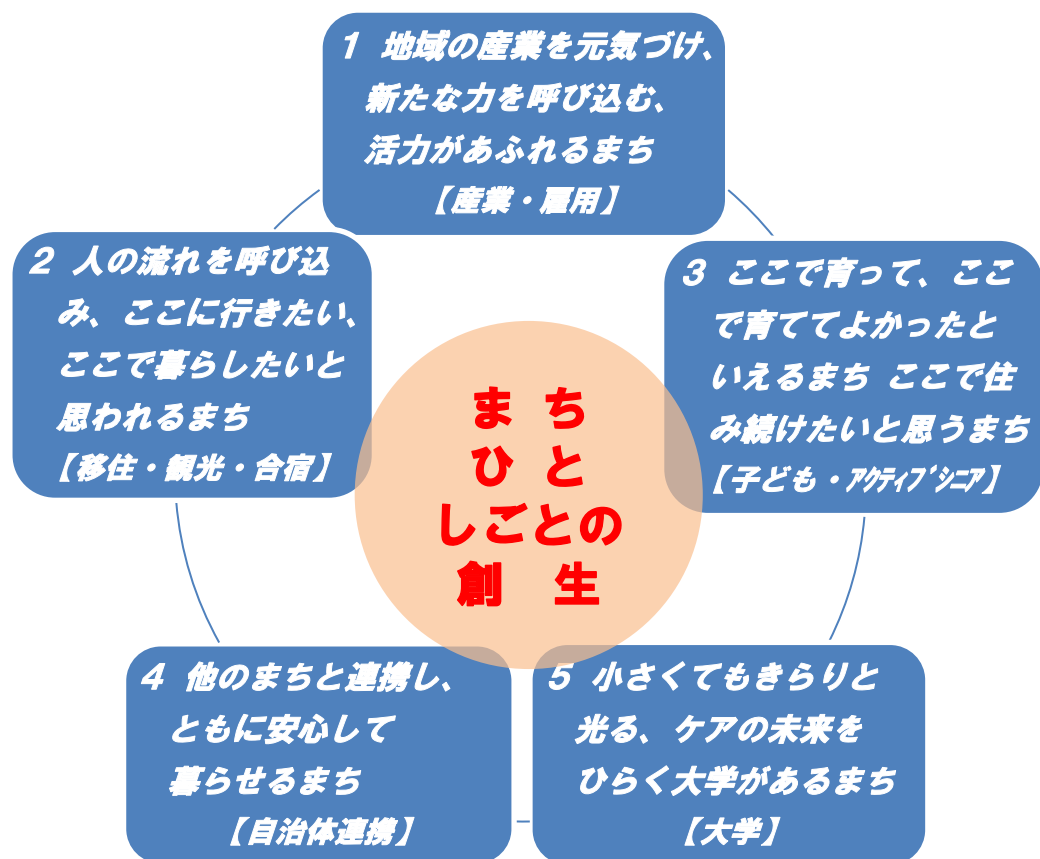 1 地域の産業を元気づけ、
新たな力を呼び込む、
活力があふれるまち
【産業・雇用】
2 人の流れを呼び込
み、ここに行きたい、
ここで暮らしたいと
思われるまち
【移住・観光・合宿】
3 ここで育って、ここ
で育ててよかったと
いえるまち ここで住
み続けたいと思うまち
【子ども・ｱｸﾃｨﾌﾞｼﾆｱ】
まち
ひと
しごとの
創 生
4 他のまちと連携し、
ともに安心して
暮らせるまち
【自治体連携】
5 小さくてもきらりと
光る、ケアの未来を
ひらく大学があるまち
【大学】